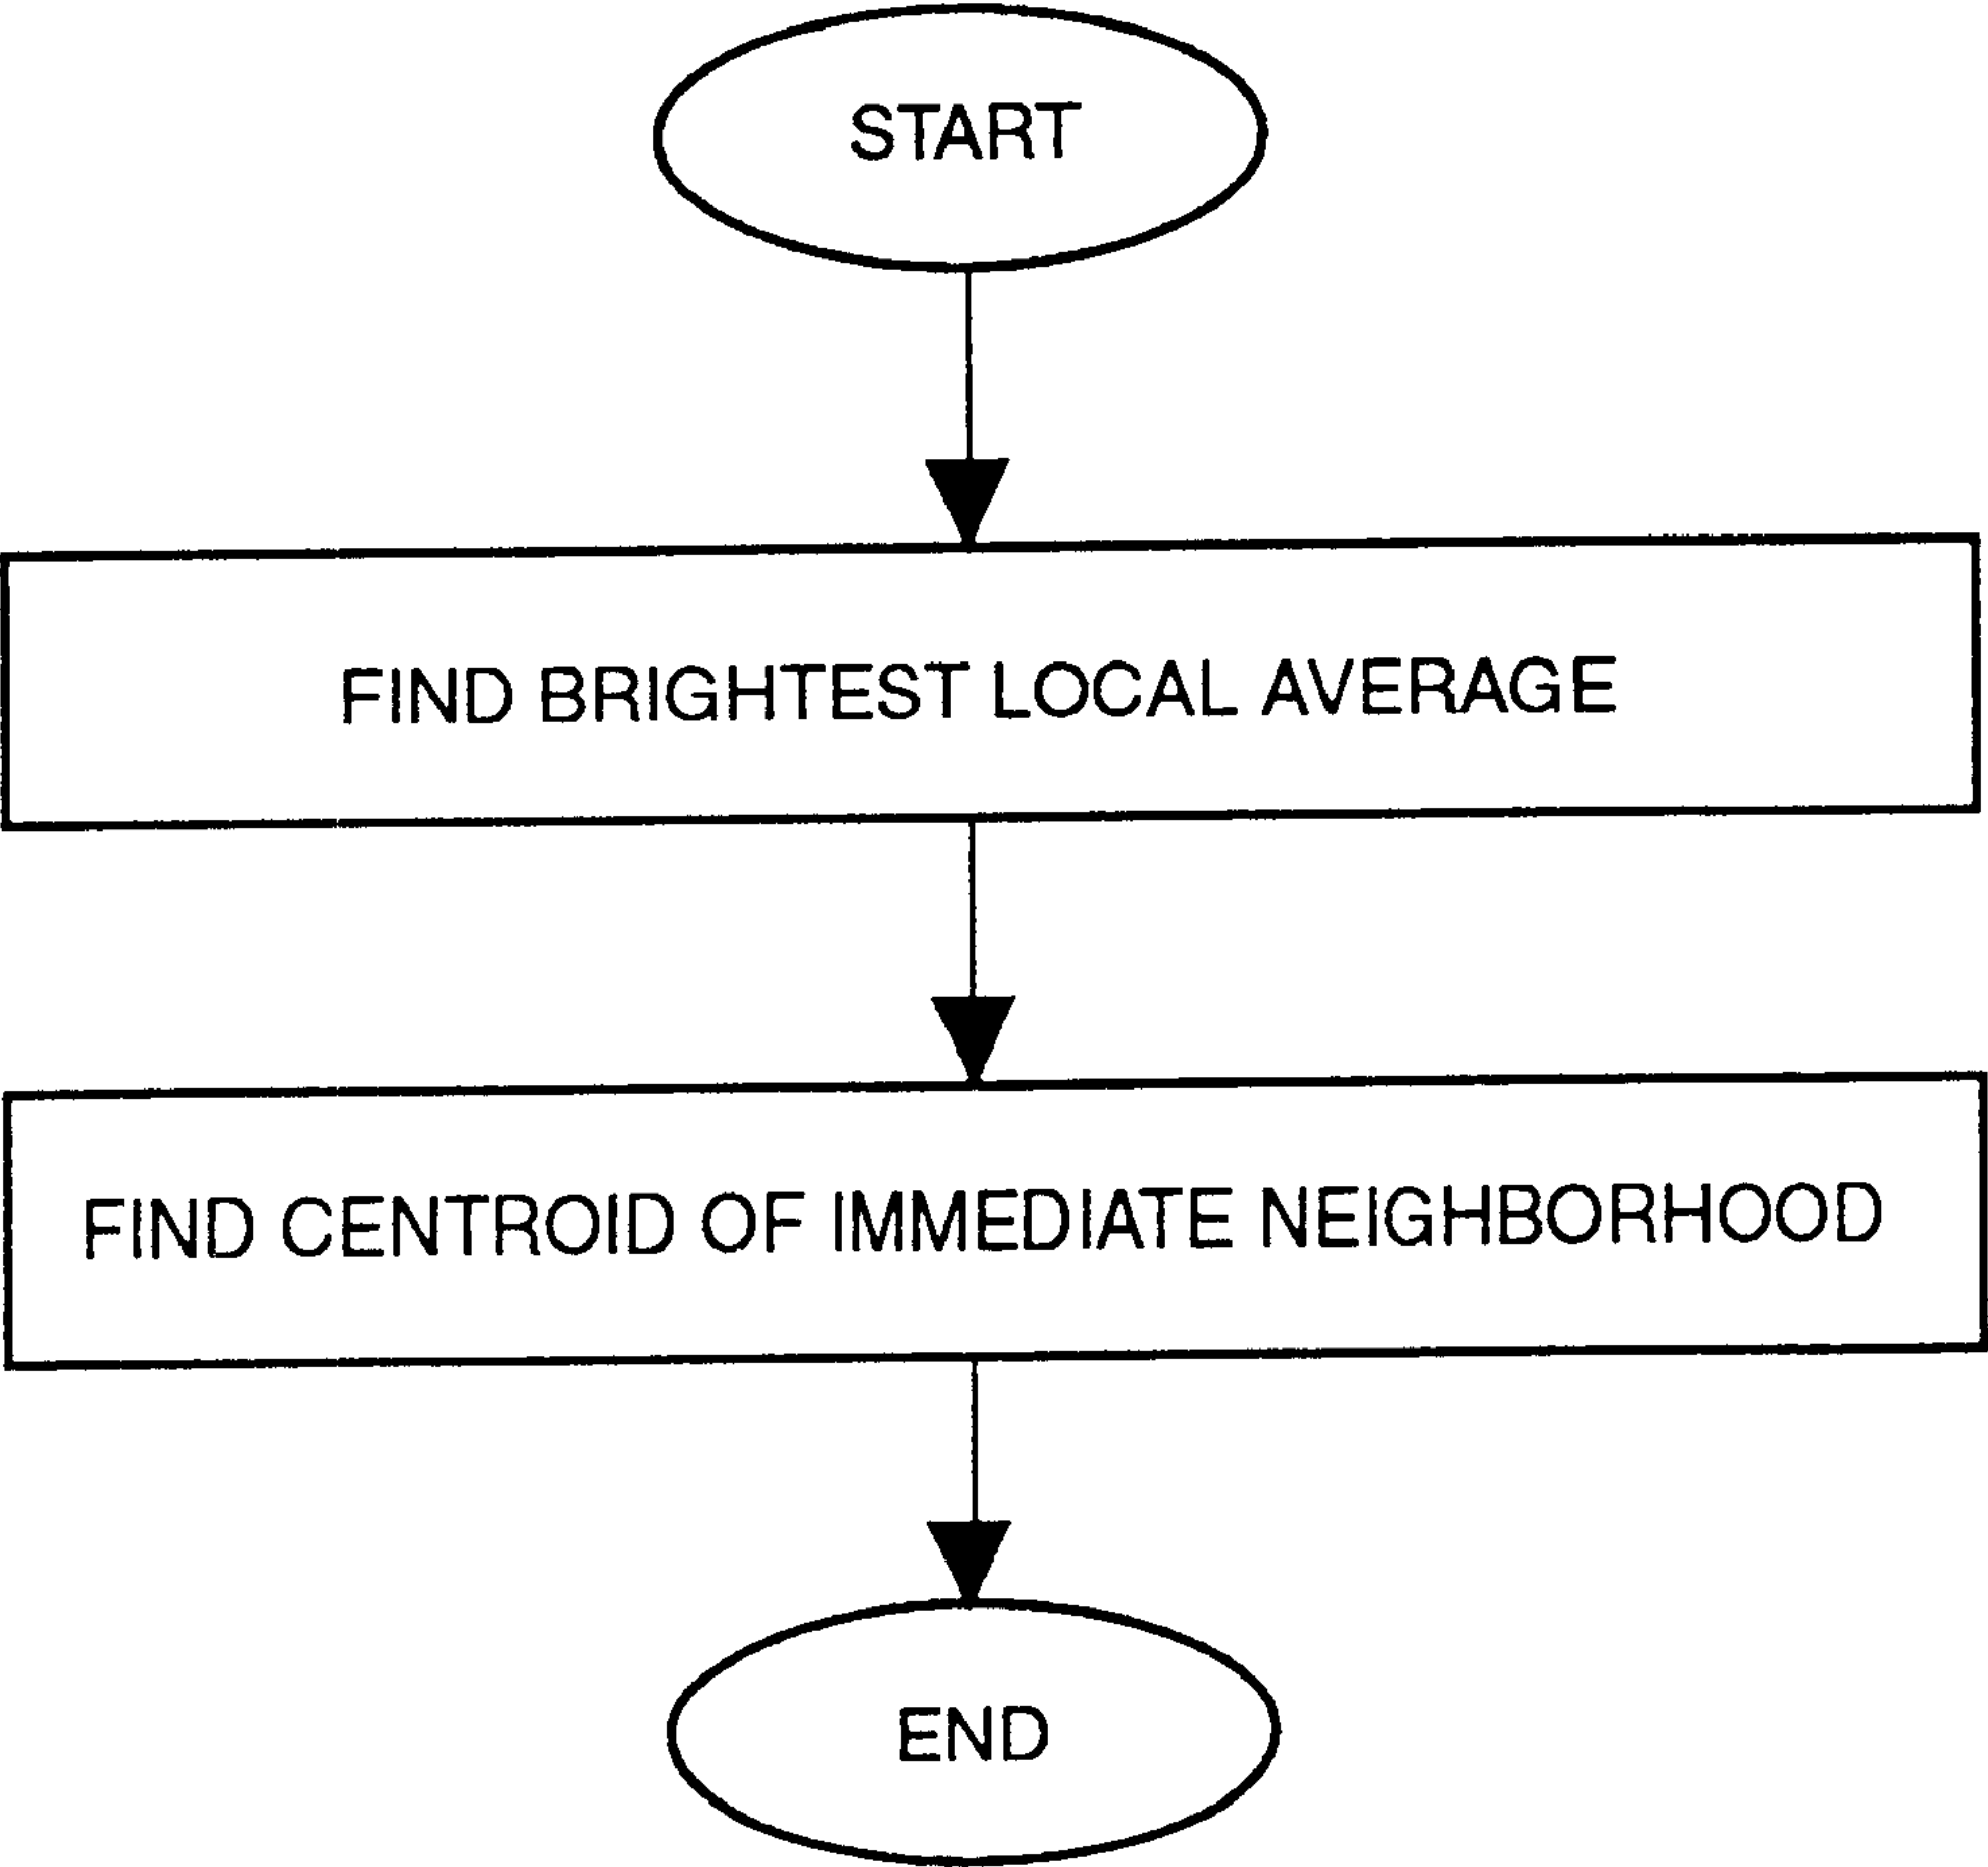 START
FIND BRIGHTEST LOCAL AVERAGE
FIND CENTROID OF IMMEDIATE NEIGHBORHOOD
END